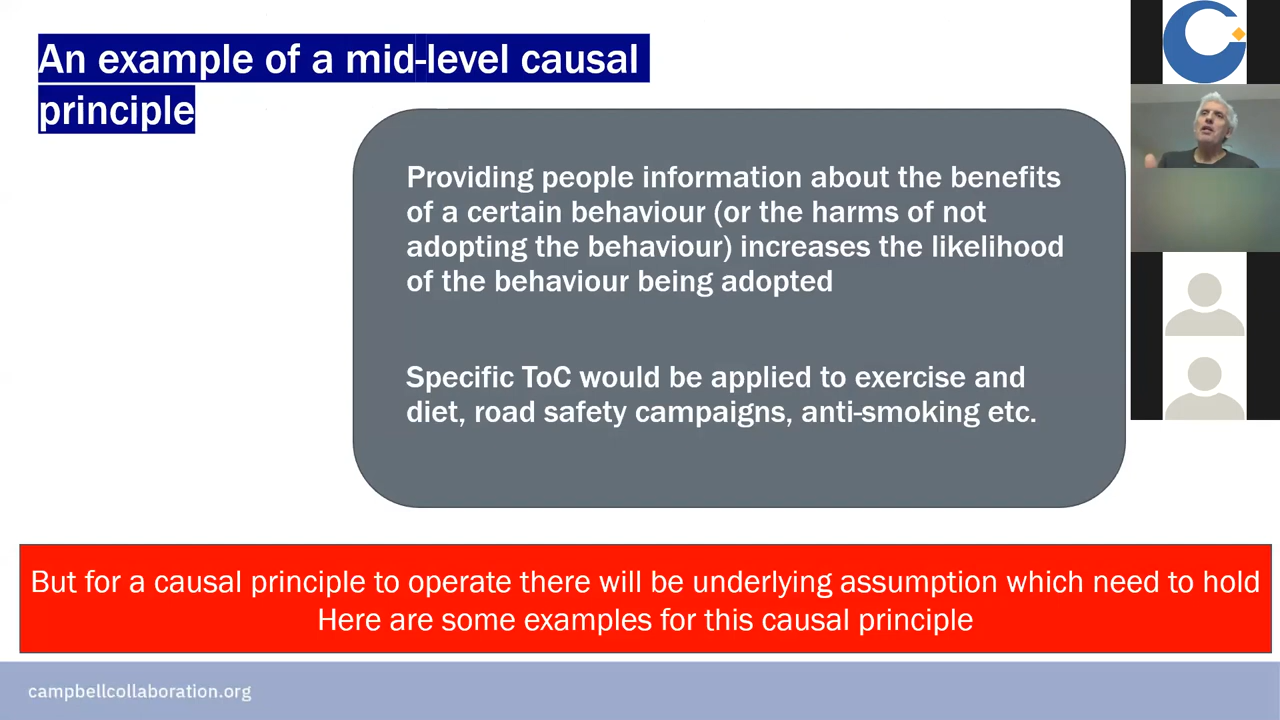 An example of a mid-level causal
principle
Providing people information about the benefits
of a certain behaviour (or the harms of not
adopting the behaviour) increases the likelihood
of the behaviour being adopted
Specific ToC would be applied to exercise and
diet, road safety campaigns, anti-smoking etc.
But for a causal principle to operate there will be underlying assumption which need to hold
Here are some examples for this causal principle
campbellcollaboration.org